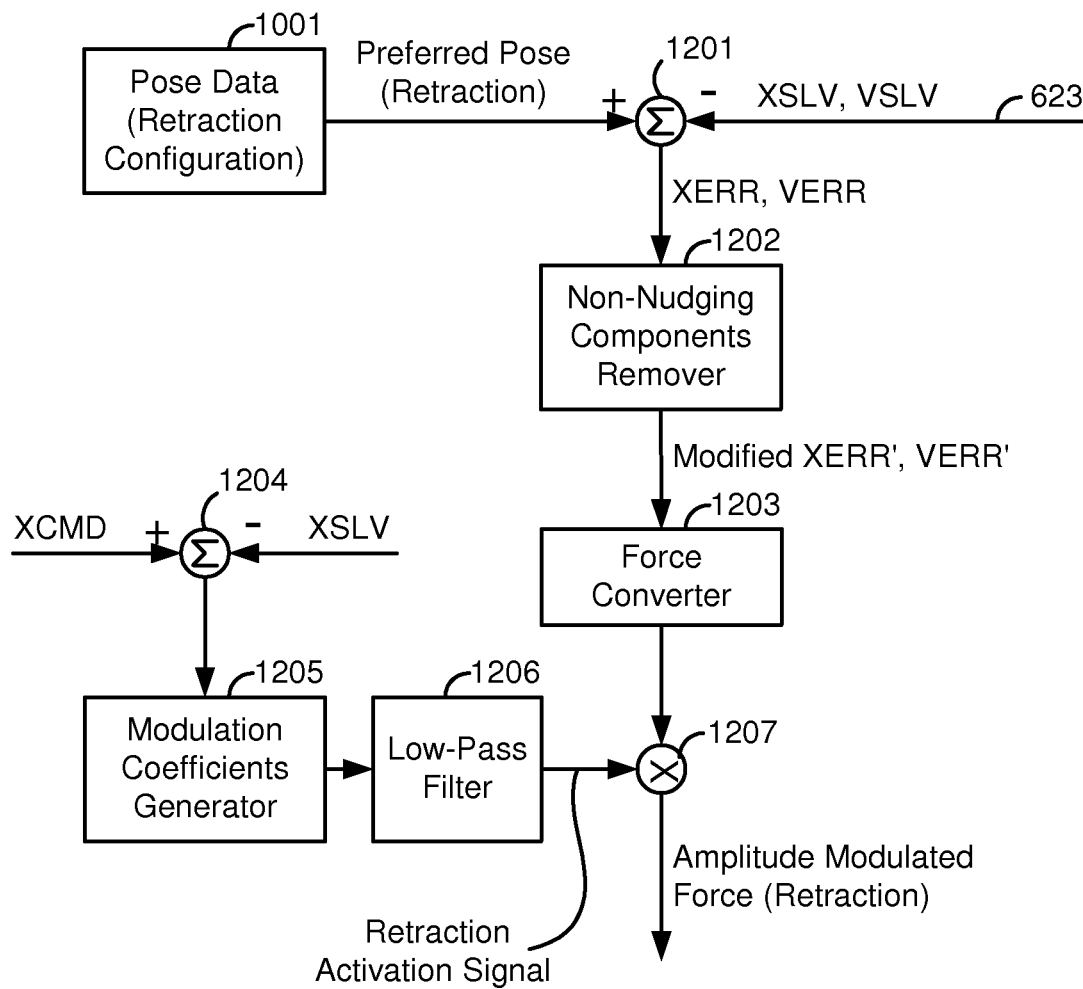 1001
Pose Data
(Retraction
Configuration)
Preferred Pose
(Retraction)
1201
+
-
Σ
XSLV, VSLV
623
XERR, VERR
1202
Non-Nudging
Components
Remover
Modified XERR', VERR'
1203
Force
Converter
1204
XCMD
+
-
Σ
XSLV
1205
Modulation
Coefficients
Generator
1206
Low-Pass
Filter
1207
X
Retraction
Activation Signal
Amplitude Modulated
Force (Retraction)